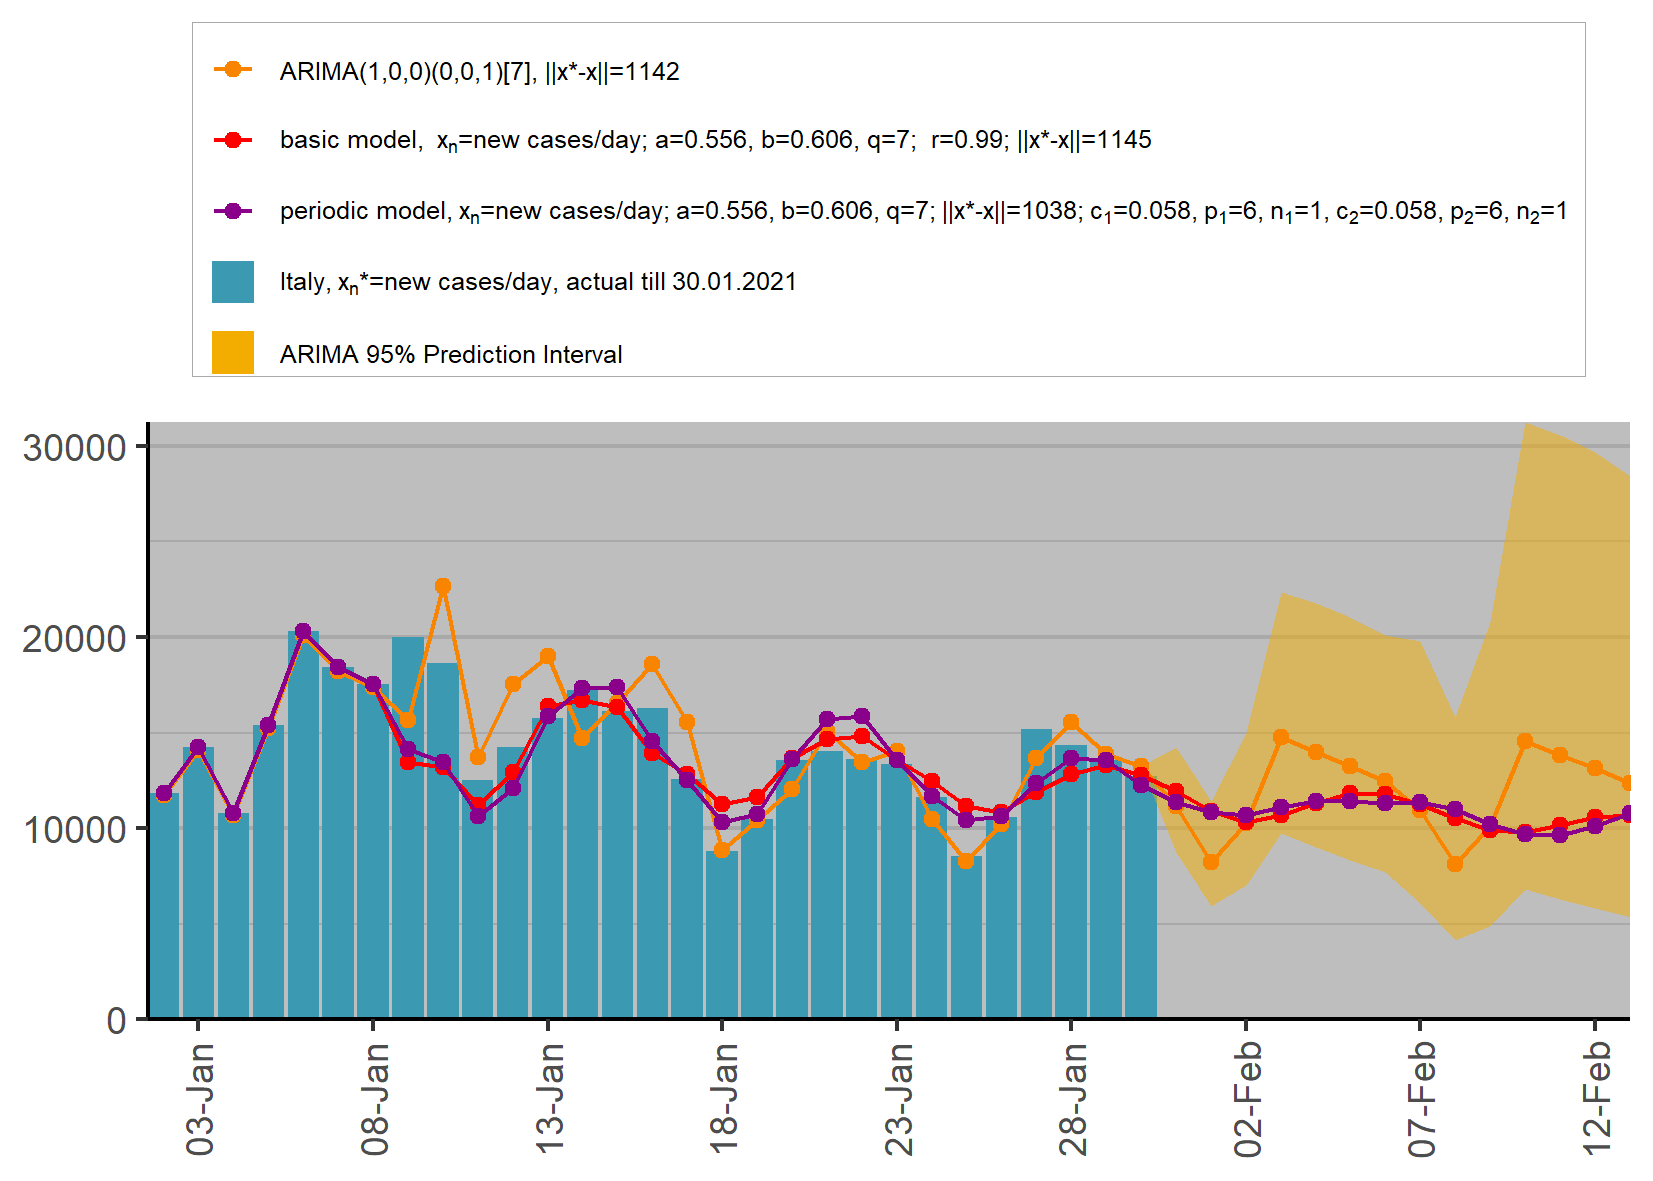 ARIMA(1,0,0)(0,0,1)[7], ||x*-x||=1142
basic model,  xn=new cases/day; a=0.556, b=0.606, q=7;  r=0.99; ||x*-x||=1145
periodic model, xn=new cases/day; a=0.556, b=0.606, q=7; ||x*-x||=1038; c1=0.058, p1=6, n1=1, c2=0.058, p2=6, n2=1
Italy, xn*=new cases/day, actual till 30.01.2021
ARIMA 95% Prediction Interval
30000
20000
10000
0
03-Jan
08-Jan
13-Jan
18-Jan
23-Jan
28-Jan
02-Feb
07-Feb
12-Feb